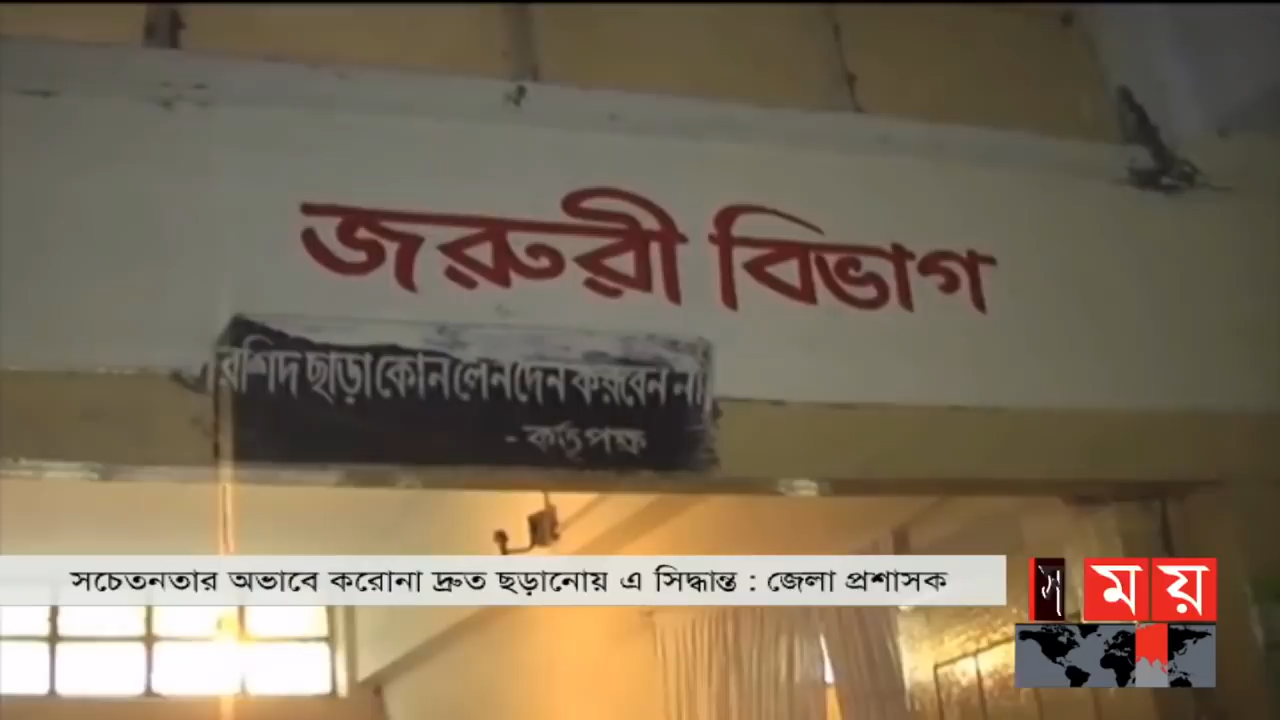 জরুরী বিভাগ
রশিদ ছাড়া কোন লেনদেন করবেন না।
- কর্তৃপক্ষ
সচেতনতার অভাবে করোনা দ্রুত ছড়ানোয় এ সিদ্ধান্ত : জেলা প্রশাসক
সময়